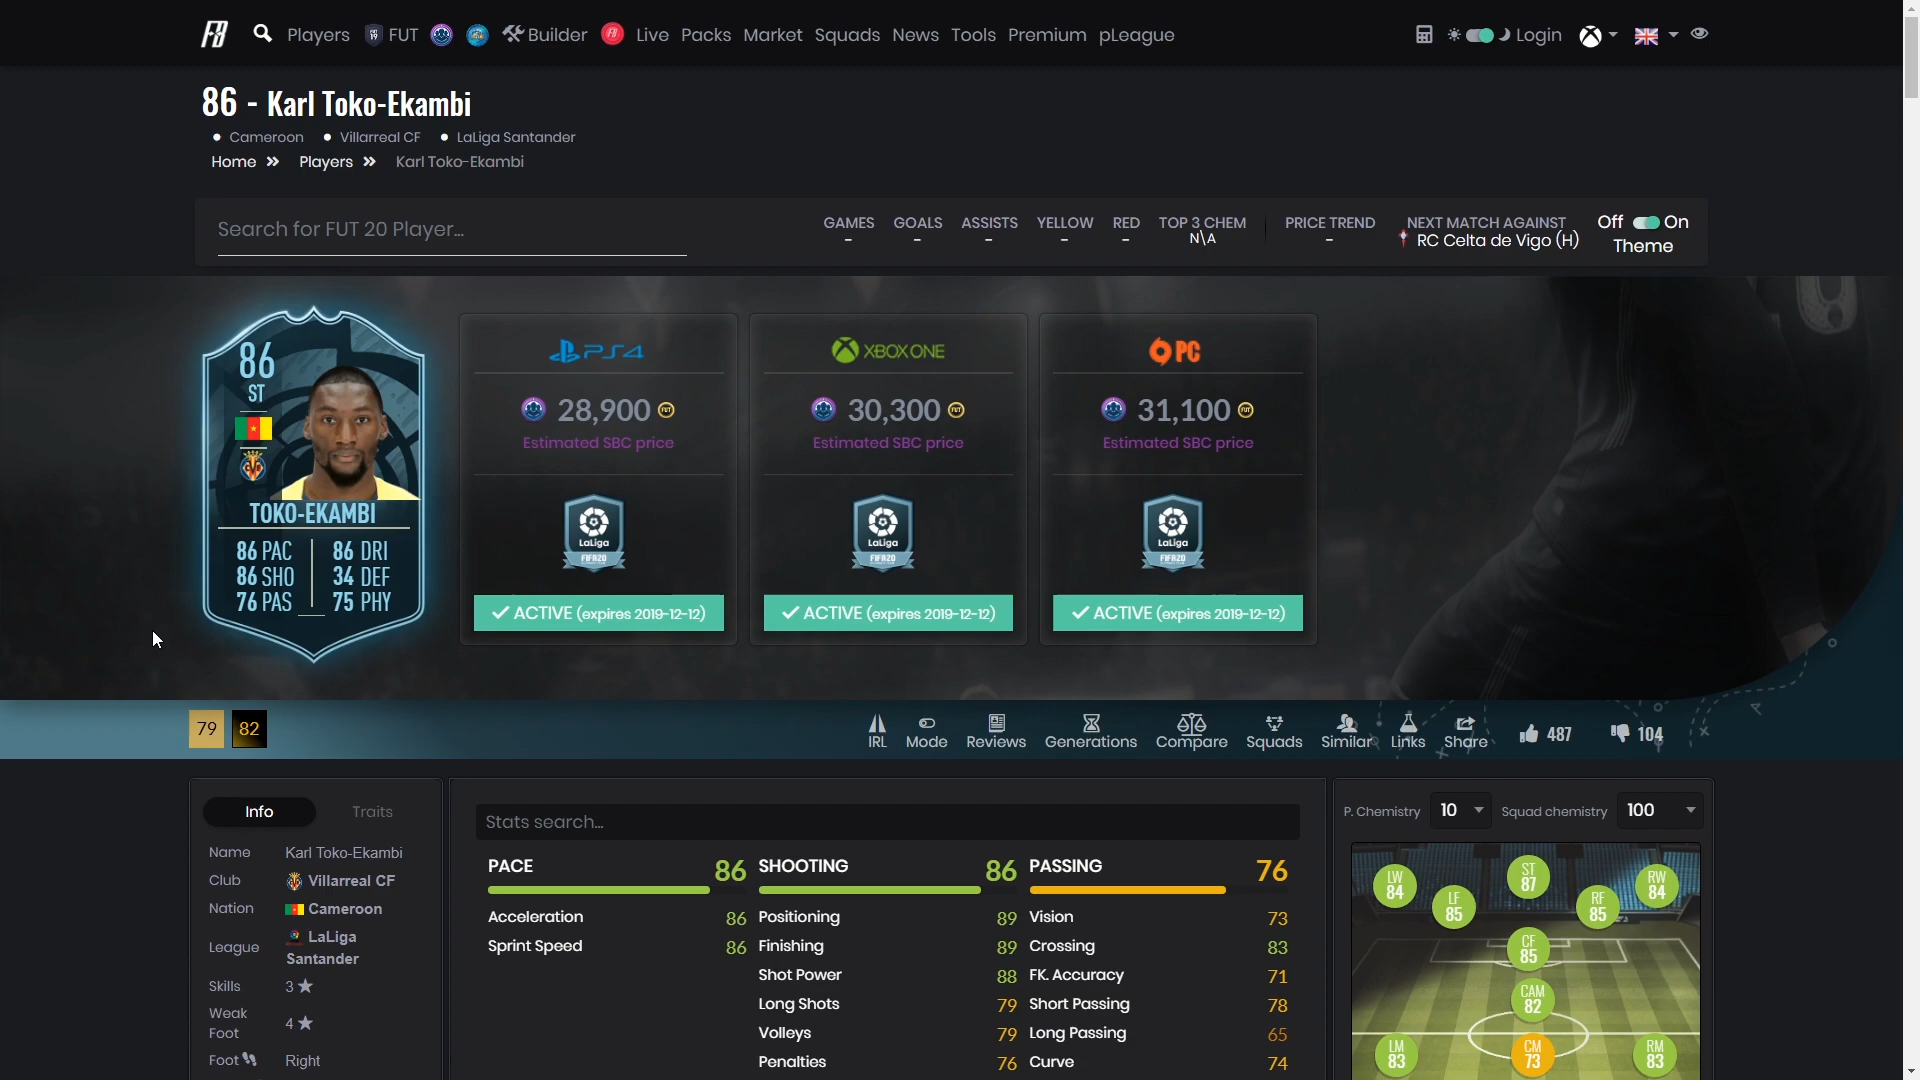 Players FUT Builder Live Packs Market Squads News Tools Premium pLeague Login
86 - Karl Toko-Ekambi
Cameroon Villarreal CF LaLiga Santander
Home » Players » Karl Toko-Ekambi
Search for FUT 20 Player...
GAMES GOALS ASSISTS YELLOW RED TOP 3 CHEM PRICE TREND NEXT MATCH AGAINST Off On
- - - - - N\A - RC Celta de Vigo (H)
Theme
86
ST
TOKO-EKAMBI
86 PAC 86 DRI
86 SHO 34 DEF
76 PAS 75 PHY
PS4
28,900
Estimated SBC price
LaLiga
FIFA20
ACTIVE (expires 2019-12-12)
XBOX ONE
30,300
Estimated SBC price
LaLiga
FIFA20
ACTIVE (expires 2019-12-12)
PC
31,100
Estimated SBC price
LaLiga
FIFA20
ACTIVE (expires 2019-12-12)
79 82
IRL Mode Reviews Generations Compare Squads Similar Links Share 487 104
Info Traits
Name Karl Toko-Ekambi
Club Villarreal CF
Nation Cameroon
League LaLiga
Santander
Skills 3
Weak
Foot 4
Foot Right
Stats search...
PACE 86
Acceleration 86
Sprint Speed 86
SHOOTING 86
Positioning 89
Finishing 89
Shot Power 88
Long Shots 79
Volleys 79
Penalties 76
PASSING 76
Vision 73
Crossing 83
FK. Accuracy 71
Short Passing 78
Long Passing 65
Curve 74
P. Chemistry 10 Squad chemistry 100
ST
87
LW
84
RW
84
LF
85
RF
85
CF
85
CAM
82
LM
83
CM
73
RM
83